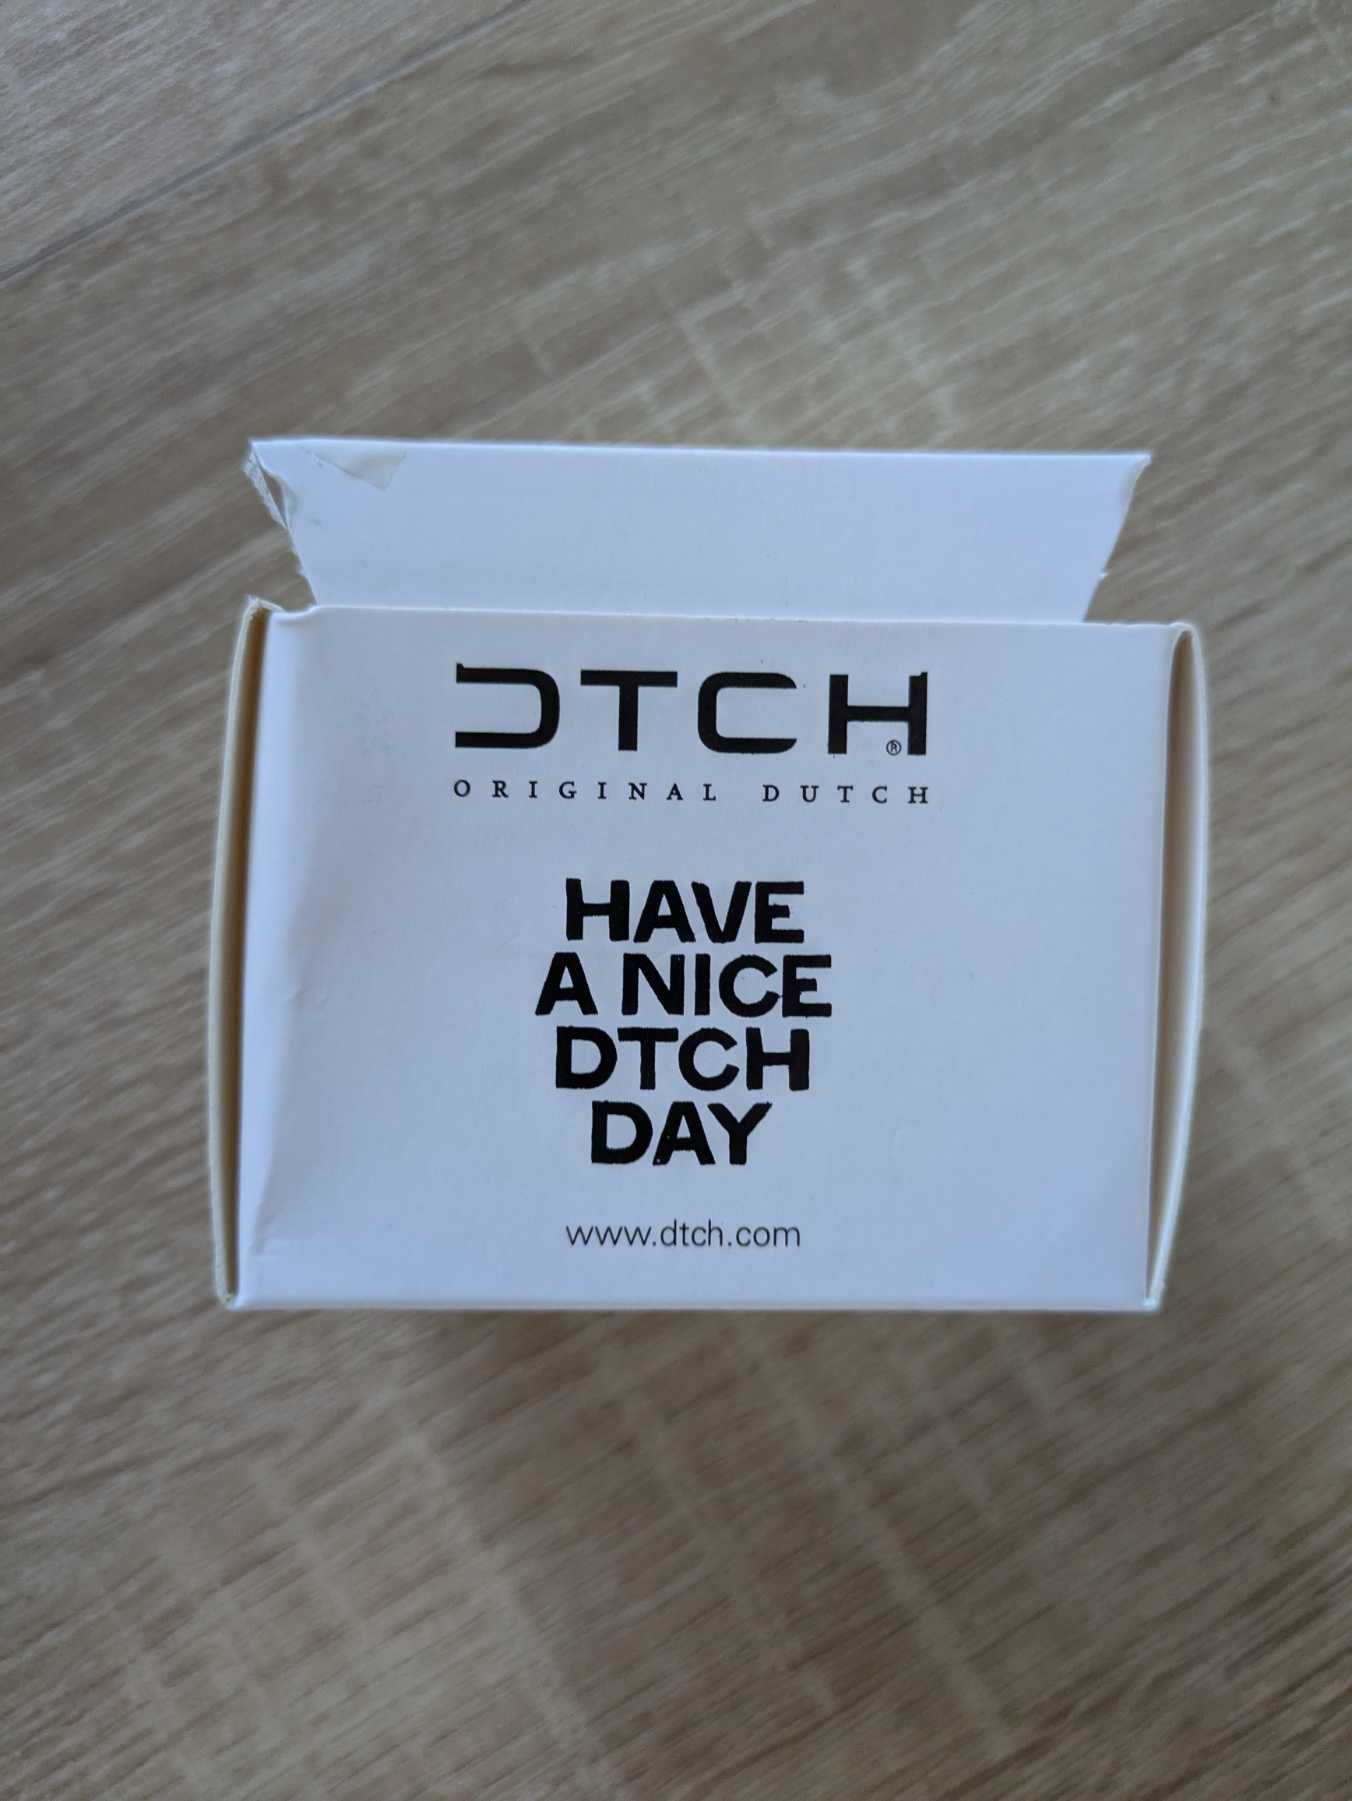 DTCH®
ORIGINAL DUTCH
HAVE
A NICE
DTCH
DAY
www.dtch.com